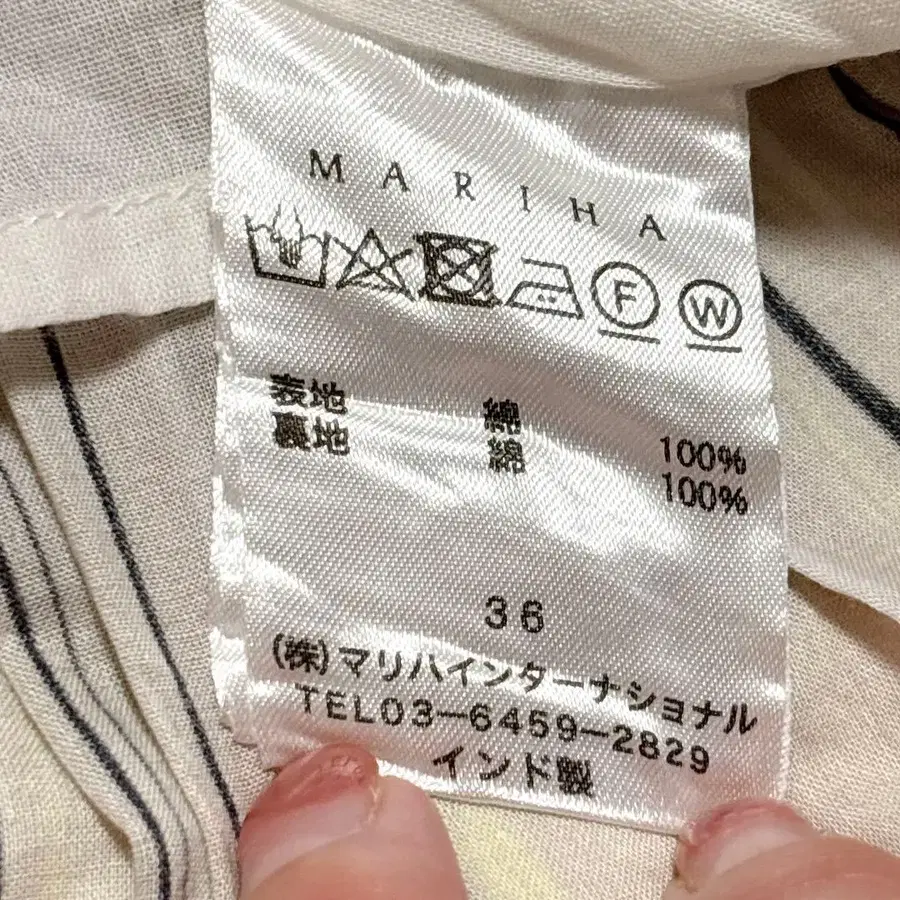 MARIHA
F W
表地 綿 100%
裏地 綿 100%
36
(株)マリハインターナショナル
TEL03-6459-2829
インド製